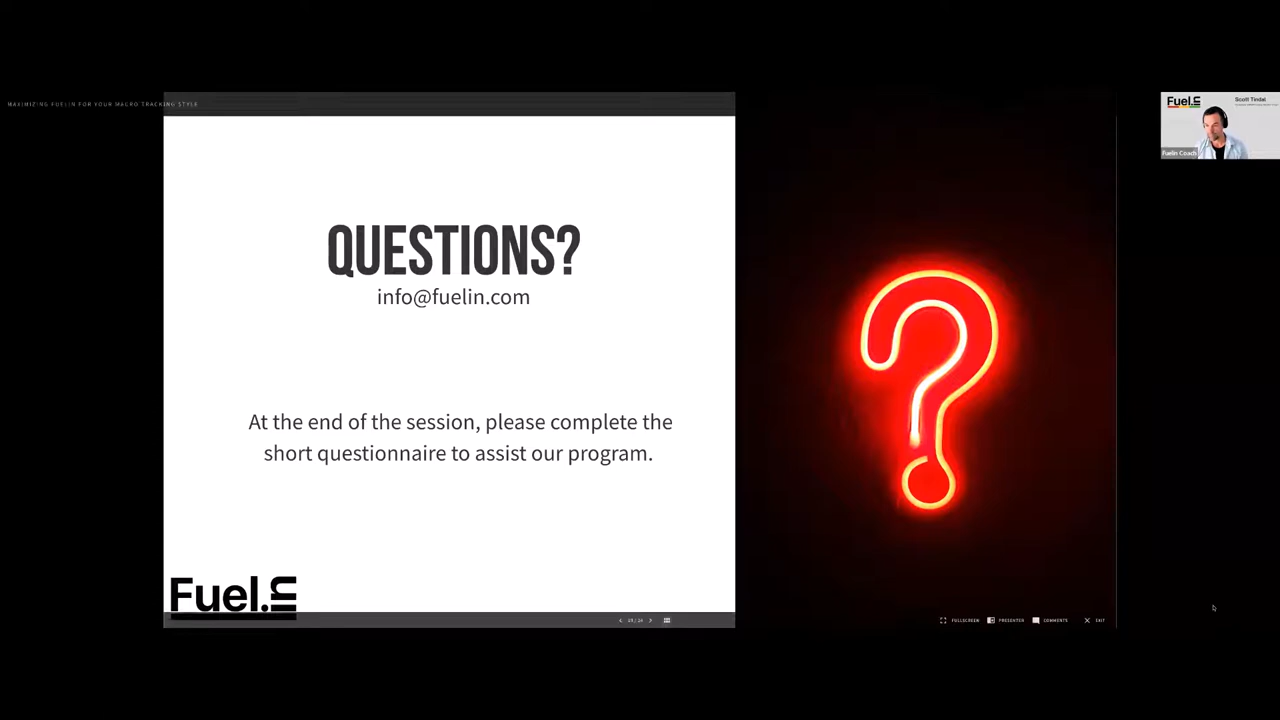 MAXIMIZING FUELIN FOR YOUR MACRO TRACKING STYLE
QUESTIONS?
info@fuelin.com
At the end of the session, please complete the
short questionnaire to assist our program.
Fuel.in
Fuel.in
Scott Tindal
Fuelin Coach
FULLSCREEN
PRESENTER
COMMENTS
EXIT